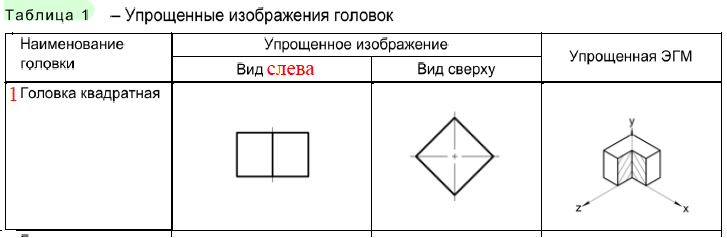 Таблица 1 – Упрощенные изображения головок
Наименование головки
Упрощенное изображение
Упрощенная ЭГМ
Вид слева
Вид сверху
1 Головка квадратная
y
z
x